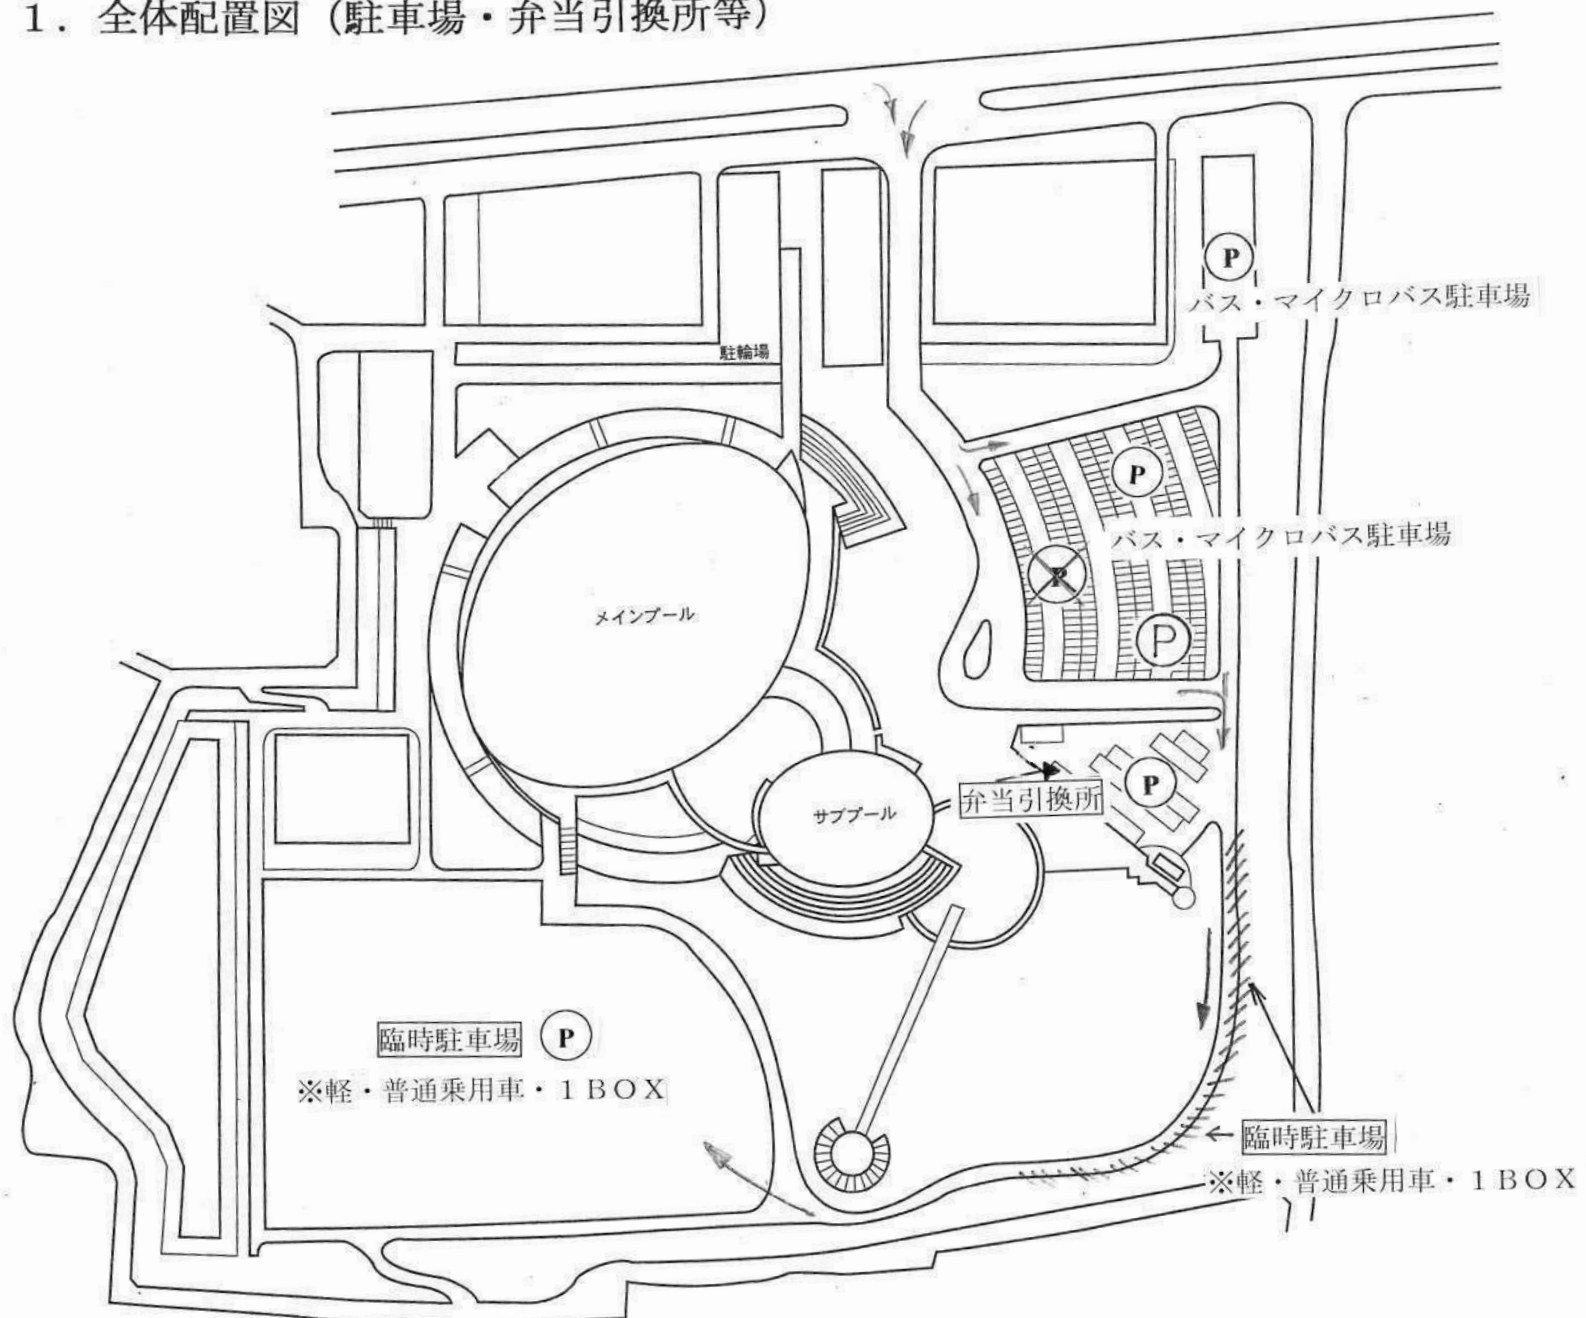 1．全体配置図（駐車場・弁当引換所等）
P
バス・マイクロバス駐車場
駐輪場
P
バス・マイクロバス駐車場
P
メインプール
P
P
弁当引換所
サブプール
臨時駐車場 P
※軽・普通乗用車・１ＢＯＸ
臨時駐車場
※軽・普通乗用車・１ＢＯＸ